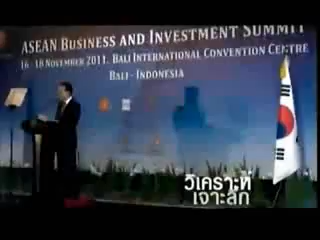 ASEAN BUSINESS AND INVESTMENT SUMMIT
16 - 18 NOVEMBER 2011, BALI INTERNATIONAL CONVENTION CENTRE
BALI - INDONESIA
วิเคราะห์
เจาะลึก